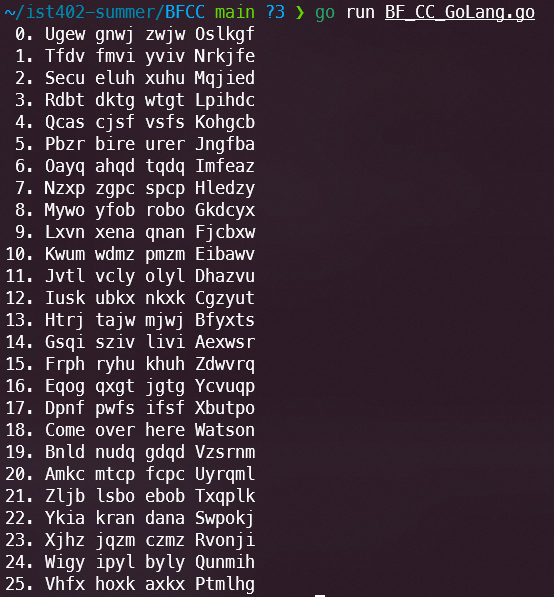 ~/ist402-summer/BFCC main ?3 ❯ go run BF_CC_GoLang.go
0. Ugew gnwj zwjw Oslkgf
1. Tfdv fmvi yviv Nrkjfe
2. Secu eluh xuhu Mqjied
3. Rdbt dktg wtgt Lpihdc
4. Qcas cjsf vsfs Kohgcb
5. Pbzr bire urer Jngfba
6. Oayq ahqd tqdq Imfeaz
7. Nzxp zgpc spcp Hledzy
8. Mywo yfob robo Gkdcyx
9. Lxvn xena qnan Fjcbxw
10. Kwum wdmz pmzm Eibawv
11. Jvtl vcly olyl Dhazvu
12. Iusk ubkx nkxk Cgzyut
13. Htrj tajw mjwj Bfyxts
14. Gsqi sziv livi Aexwsr
15. Frph ryhu khuh Zdwvrq
16. Eqog qxgt jgtg Ycvuqp
17. Dpnf pwfs ifsf Xbutpo
18. Come over here Watson
19. Bnld nudq gdqd Vzsrnm
20. Amkc mtcp fcpc Uyrqml
21. Zljb lsbo ebob Txqplk
22. Ykia kran dana Swpokj
23. Xjhz jqzm czmz Rvonji
24. Wigy ipyl byly Qunmih
25. Vhfx hoxk axkx Ptmlhg